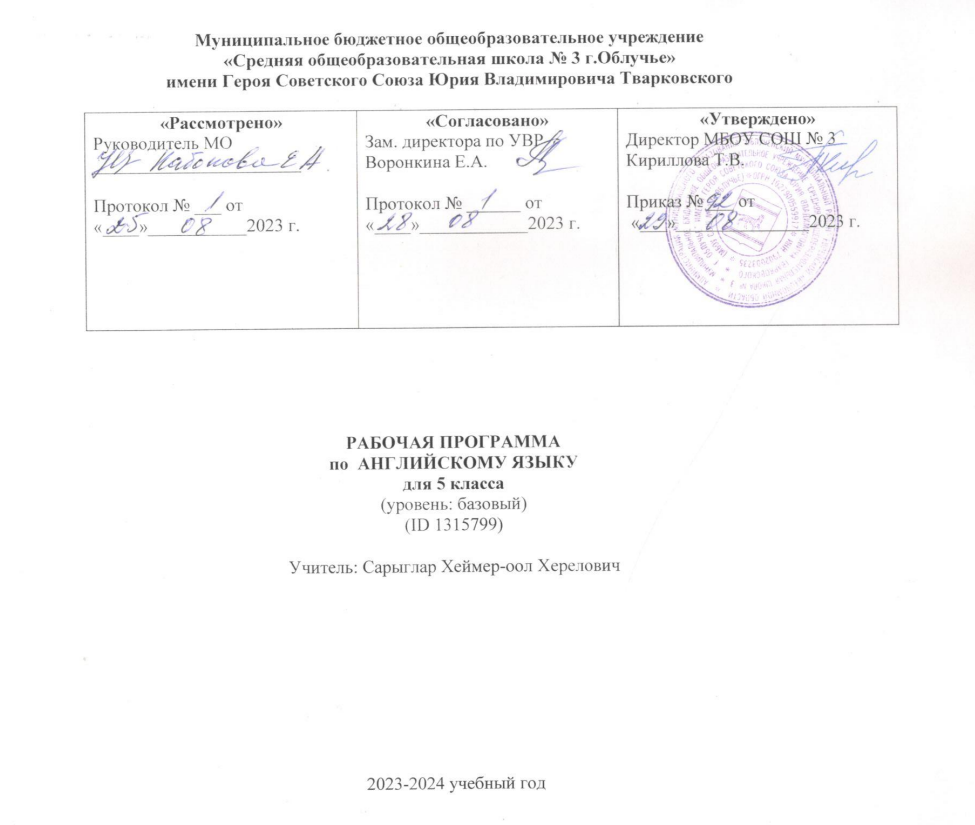 Муниципальное бюджетное общеобразовательное учреждение
«Средняя общеобразовательная школа № 3 г.Облучье»
имени Героя Советского Союза Юрия Владимировича Тварковского
«Рассмотрено»
Руководитель МО
Протокол № 1 от
«25» 08 2023 г.
«Согласовано»
Зам. директора по УВР
Воронкина Е.А.
Протокол № 1 от
«28» 08 2023 г.
«Утверждено»
Директор МБОУ СОШ № 3
Кириллова Т.В.
Приказ № 92 от
«29» 08 2023 г.
РАБОЧАЯ ПРОГРАММА
по АНГЛИЙСКОМУ ЯЗЫКУ
для 5 класса
(уровень: базовый)
(ID 1315799)
Учитель: Сарыглар Хеймер-оол Херелович
2023-2024 учебный год